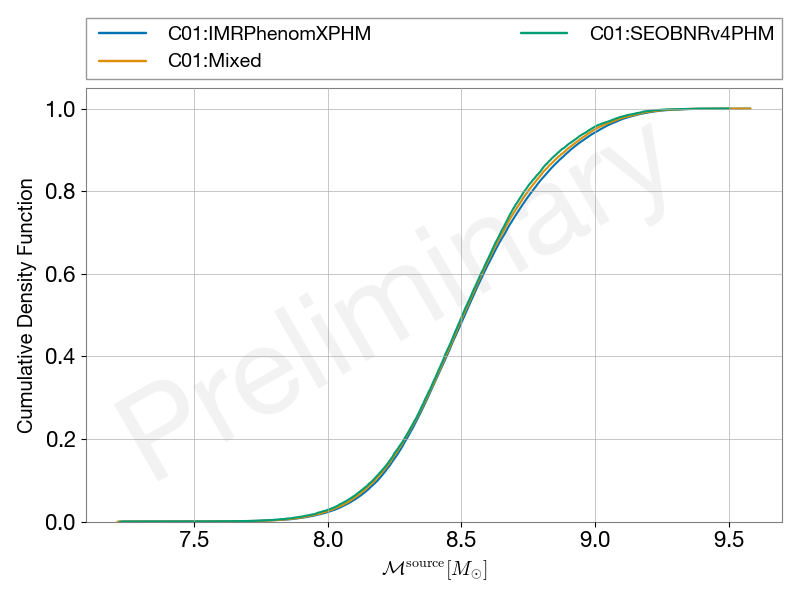 C01:IMRPhenomXPHM
C01:Mixed
C01:SEOBNRv4PHM
Preliminary
Cumulative Density Function
1.0
0.8
0.6
0.4
0.2
0.0
7.5 8.0 8.5 9.0 9.5
ℳ^source [M_⊙]